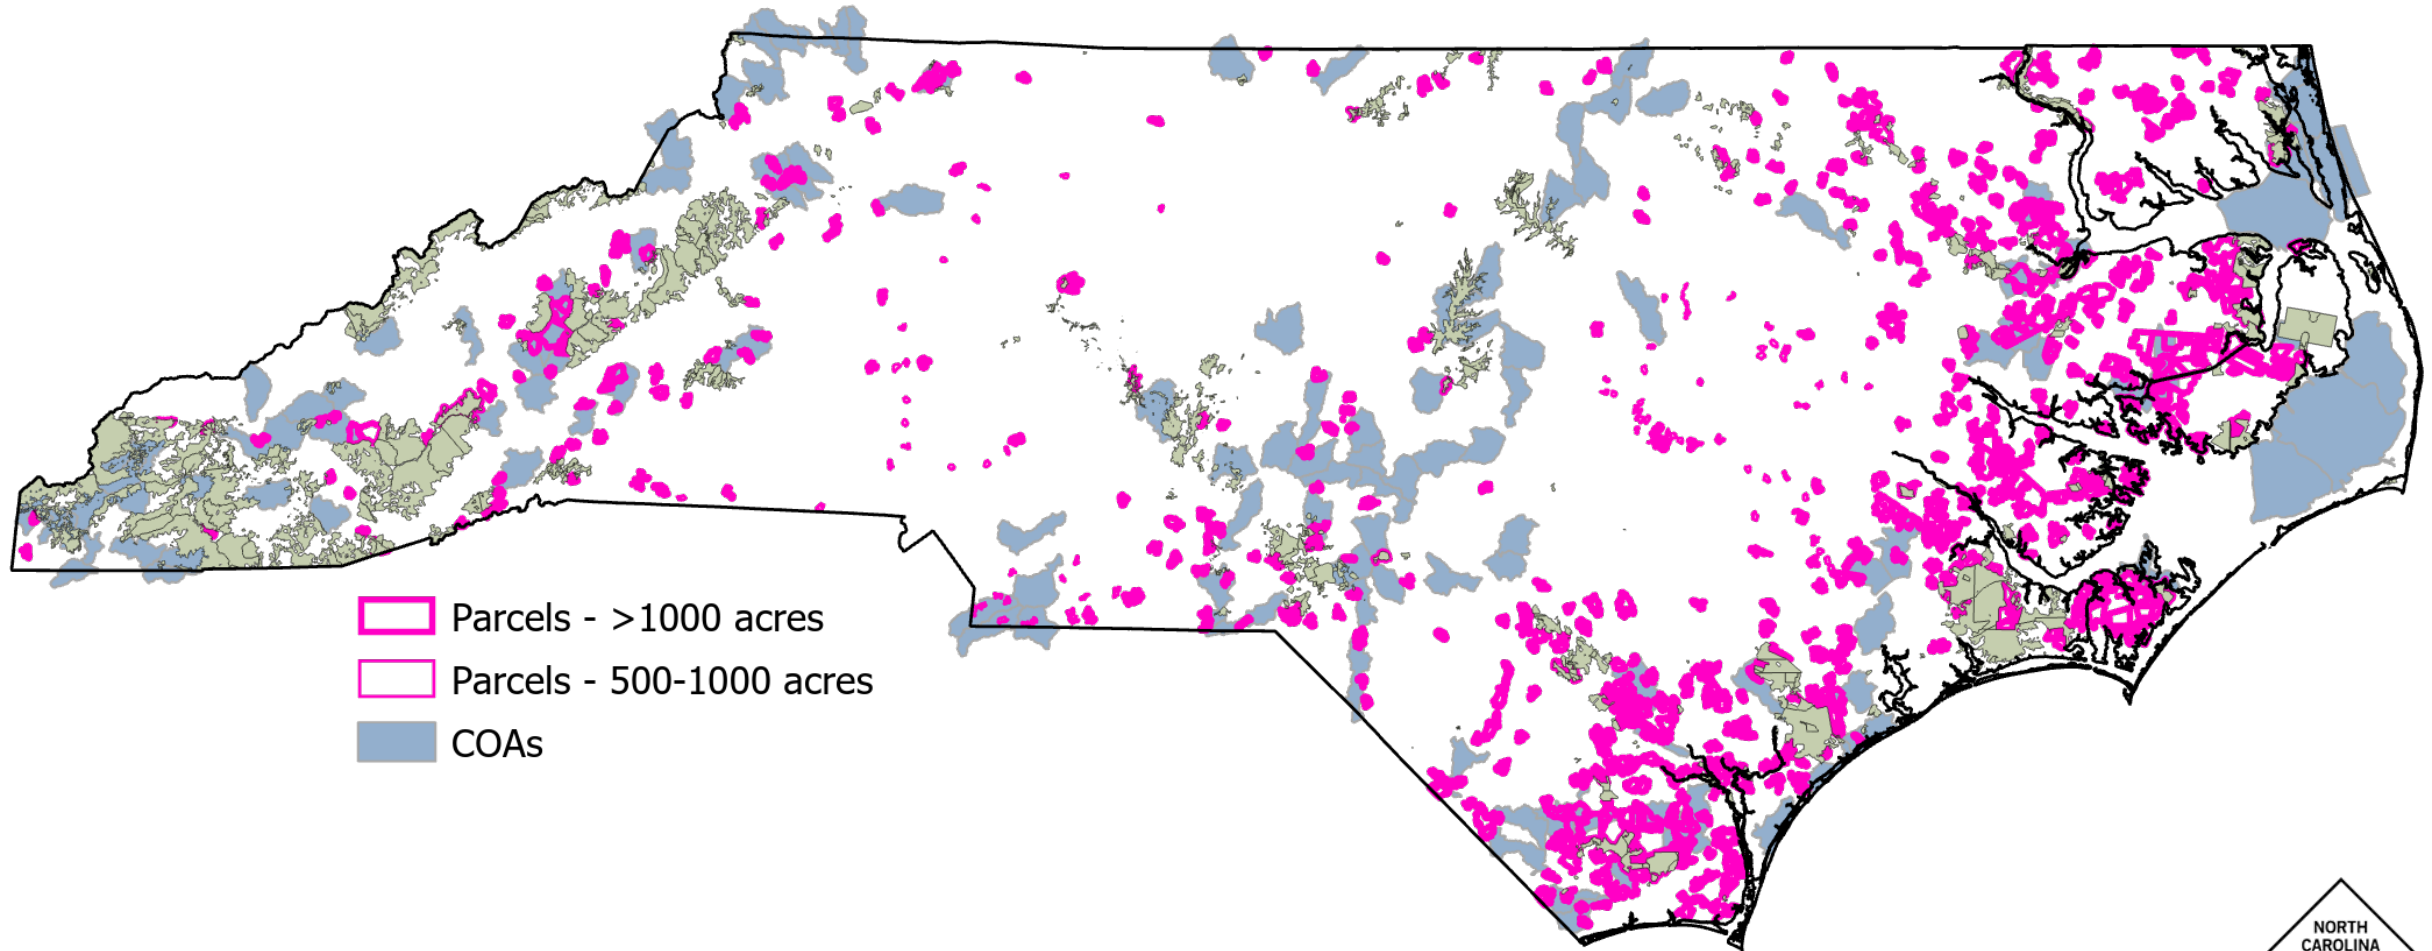 Parcels - >1000 acres
Parcels - 500-1000 acres
COAs
NORTH
CAROLINA